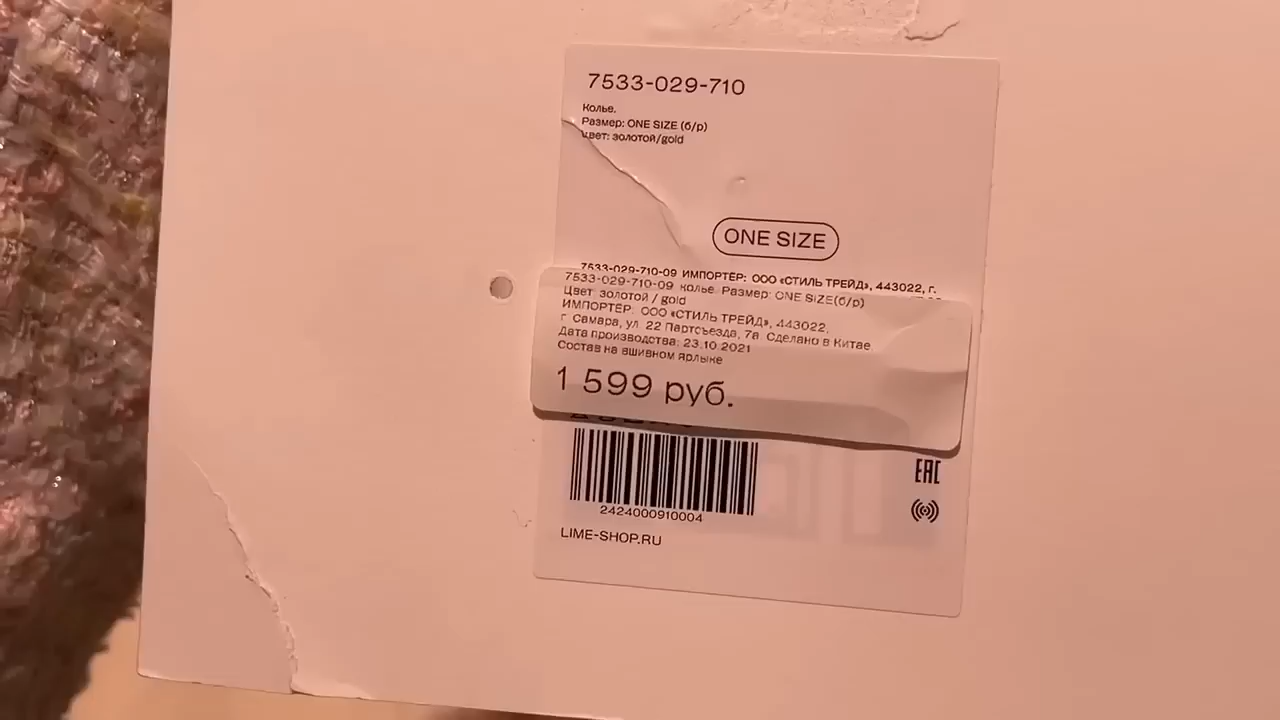 7533-029-710
Колье.
Размер: ONE SIZE (б/р)
Цвет: золотой/gold
ONE SIZE
7533-029-710-09 ИМПОРТЕР: ООО «СТИЛЬ ТРЕЙД», 443022, г.
7533-029-710-09 колье. Размер: ONE SIZE(б/р)
Цвет: золотой / gold
ИМПОРТЕР: ООО «СТИЛЬ ТРЕЙД», 443022,
г. Самара, ул. 22 Партсъезда, 7а. Сделано в Китае
Дата производства: 23.10.2021
Состав на вшивном ярлыке
1 599 руб.
EAC
2424000910004
LIME-SHOP.RU